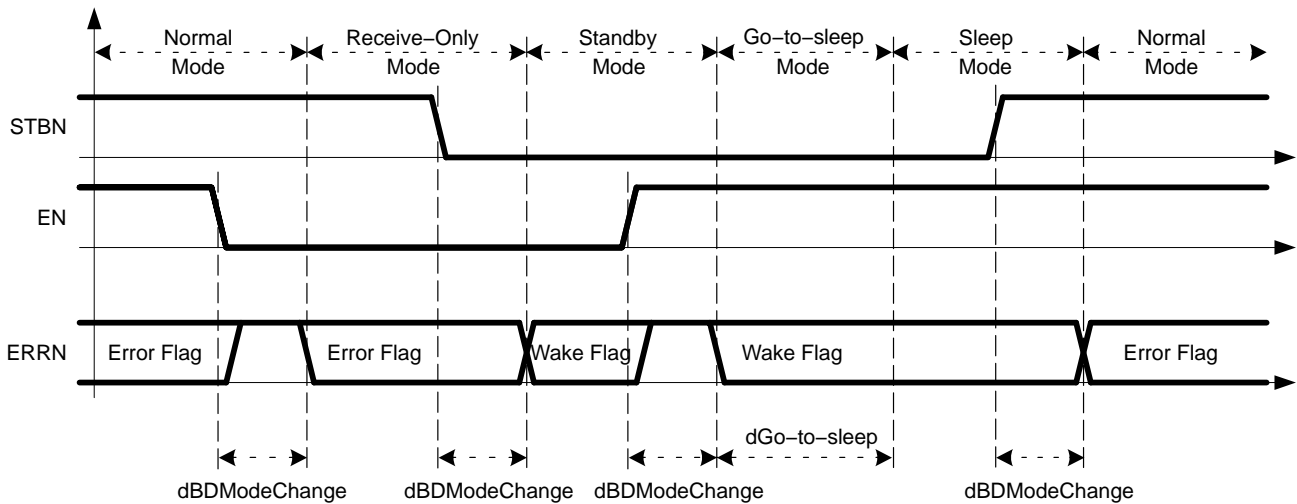 Normal Receive−Only Standby Go−to−sleep Sleep Normal
Mode Mode Mode Mode Mode Mode
STBN
EN
ERRN Error Flag Error Flag Wake Flag Wake Flag Error Flag
dGo−to−sleep
dBDModeChange dBDModeChange dBDModeChange dBDModeChange